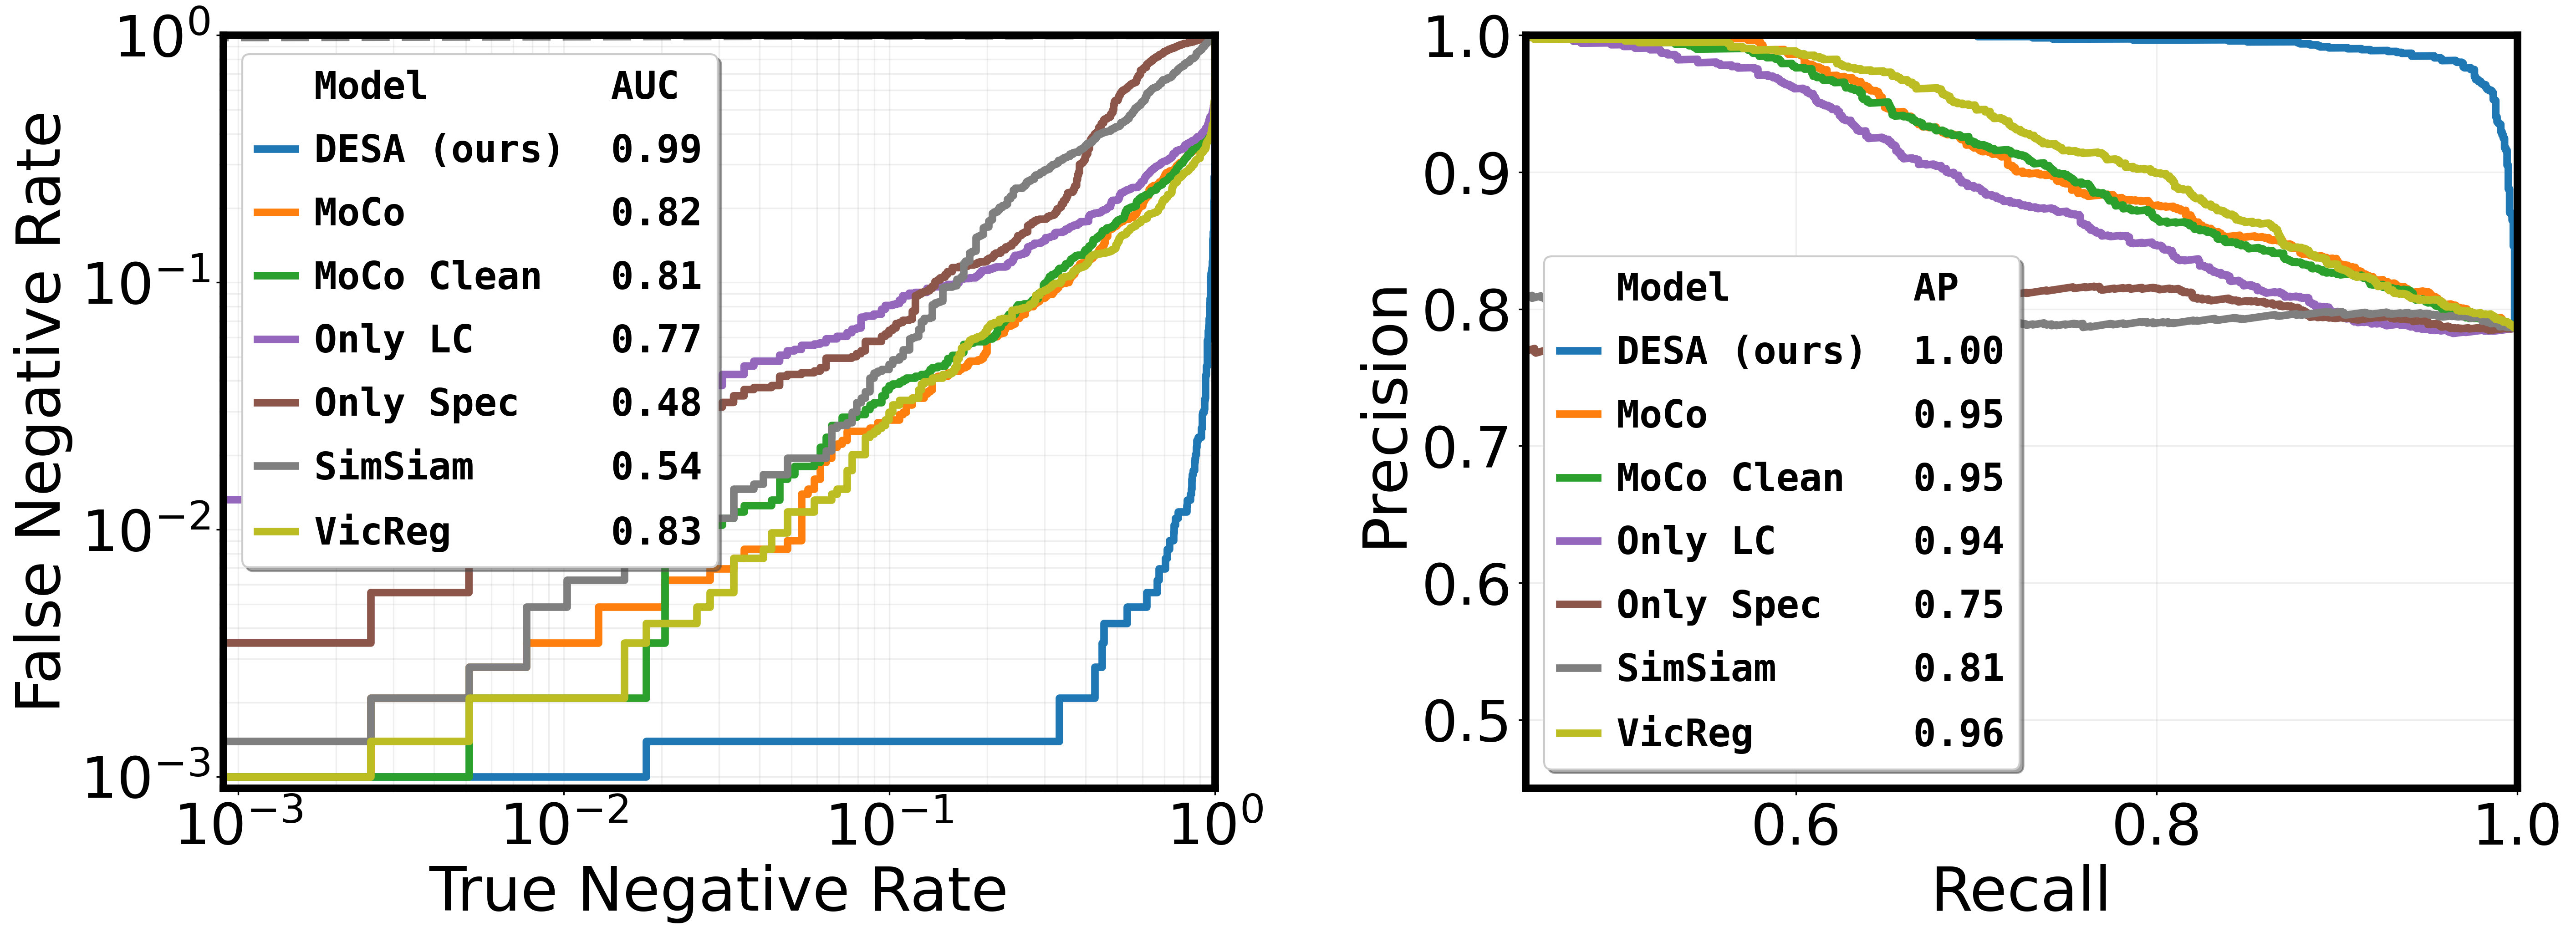 False Negative Rate
10⁰
10⁻¹
10⁻²
10⁻³
Model AUC
DESA (ours) 0.99
MoCo 0.82
MoCo Clean 0.81
Only LC 0.77
Only Spec 0.48
SimSiam 0.54
VicReg 0.83
10⁻³ 10⁻² 10⁻¹ 10⁰
True Negative Rate
Precision
1.0
0.9
0.8
0.7
0.6
0.5
Model AP
DESA (ours) 1.00
MoCo 0.95
MoCo Clean 0.95
Only LC 0.94
Only Spec 0.75
SimSiam 0.81
VicReg 0.96
0.6 0.8 1.0
Recall